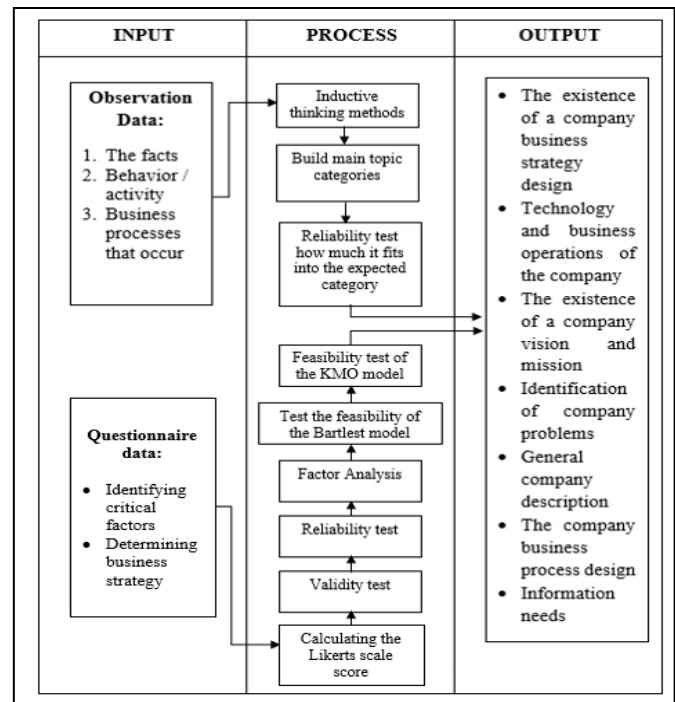 INPUT
PROCESS
OUTPUT
Observation
Data:
1. The facts
2. Behavior /
activity
3. Business
processes
that occur
Questionnaire
data:
• Identifying
critical
factors
• Determining
business
strategy
Inductive
thinking methods
Build main topic
categories
Reliability test
how much it fits
into the expected
category
Feasibility test of
the KMO model
Test the feasibility of
the Bartlest model
Factor Analysis
Reliability test
Validity test
Calculating the
Likerts scale
score
• The existence
of a company
business
strategy
design
• Technology
and business
operations of
the company
• The existence
of a company
vision and
mission
• Identification
of company
problems
• General
company
description
• The company
business
process design
• Information
needs